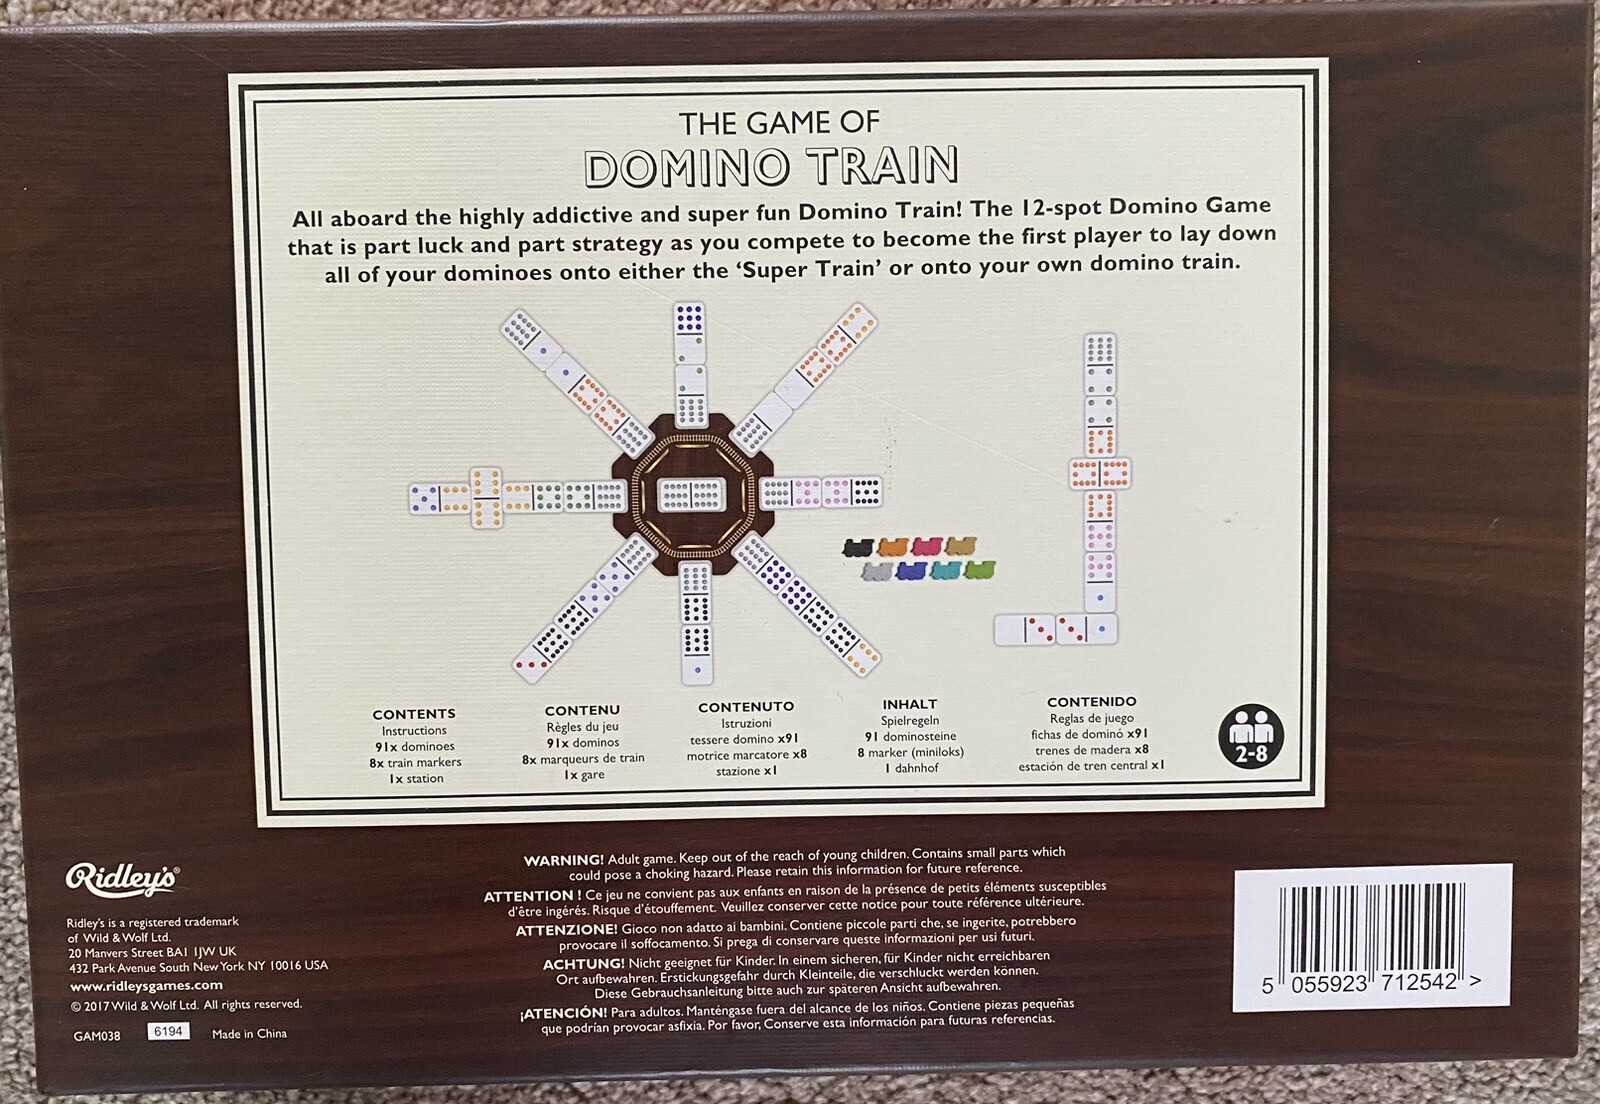 THE GAME OF
DOMINO TRAIN
All aboard the highly addictive and super fun Domino Train! The 12-spot Domino Game
that is part luck and part strategy as you compete to become the first player to lay down
all of your dominoes onto either the 'Super Train' or onto your own domino train.
CONTENTS
Instructions
91x dominoes
8x train markers
1x station
CONTENU
Règles du jeu
91x dominos
8x marqueurs de train
1x gare
CONTENUTO
Istruzioni
tessere domino x91
motrice marcatore x8
stazione x1
INHALT
Spielregeln
91 dominosteine
8 marker (miniloks)
1 dahnhof
CONTENIDO
Reglas de juego
fichas de dominó x91
trenes de madera x8
estación de tren central x1
2-8
Ridley's®
Ridley's is a registered trademark
of Wild & Wolf Ltd.
20 Manvers Street BA1 1JW UK
432 Park Avenue South New York NY 10016 USA
www.ridleysgames.com
© 2017 Wild & Wolf Ltd. All rights reserved.
GAM038 6194 Made in China
WARNING! Adult game. Keep out of the reach of young children. Contains small parts which
could pose a choking hazard. Please retain this information for future reference.
ATTENTION ! Ce jeu ne convient pas aux enfants en raison de la présence de petits éléments susceptibles
d'être ingérés. Risque d'étouffement. Veuillez conserver cette notice pour toute référence ultérieure.
ATTENZIONE! Gioco non adatto ai bambini. Contiene piccole parti che, se ingerite, potrebbero
provocare il soffocamento. Si prega di conservare queste informazioni per usi futuri.
ACHTUNG! Nicht geeignet für Kinder. In einem sicheren, für Kinder nicht erreichbaren
Ort aufbewahren. Erstickungsgefahr durch Kleinteile, die verschluckt werden können.
Diese Gebrauchsanleitung bitte auch zur späteren Ansicht aufbewahren.
¡ATENCIÓN! Para adultos. Manténgase fuera del alcance de los niños. Contiene piezas pequeñas
que podrían provocar asfixia. Por favor, Conserve esta información para futuras referencias.
5 055923 712542 >